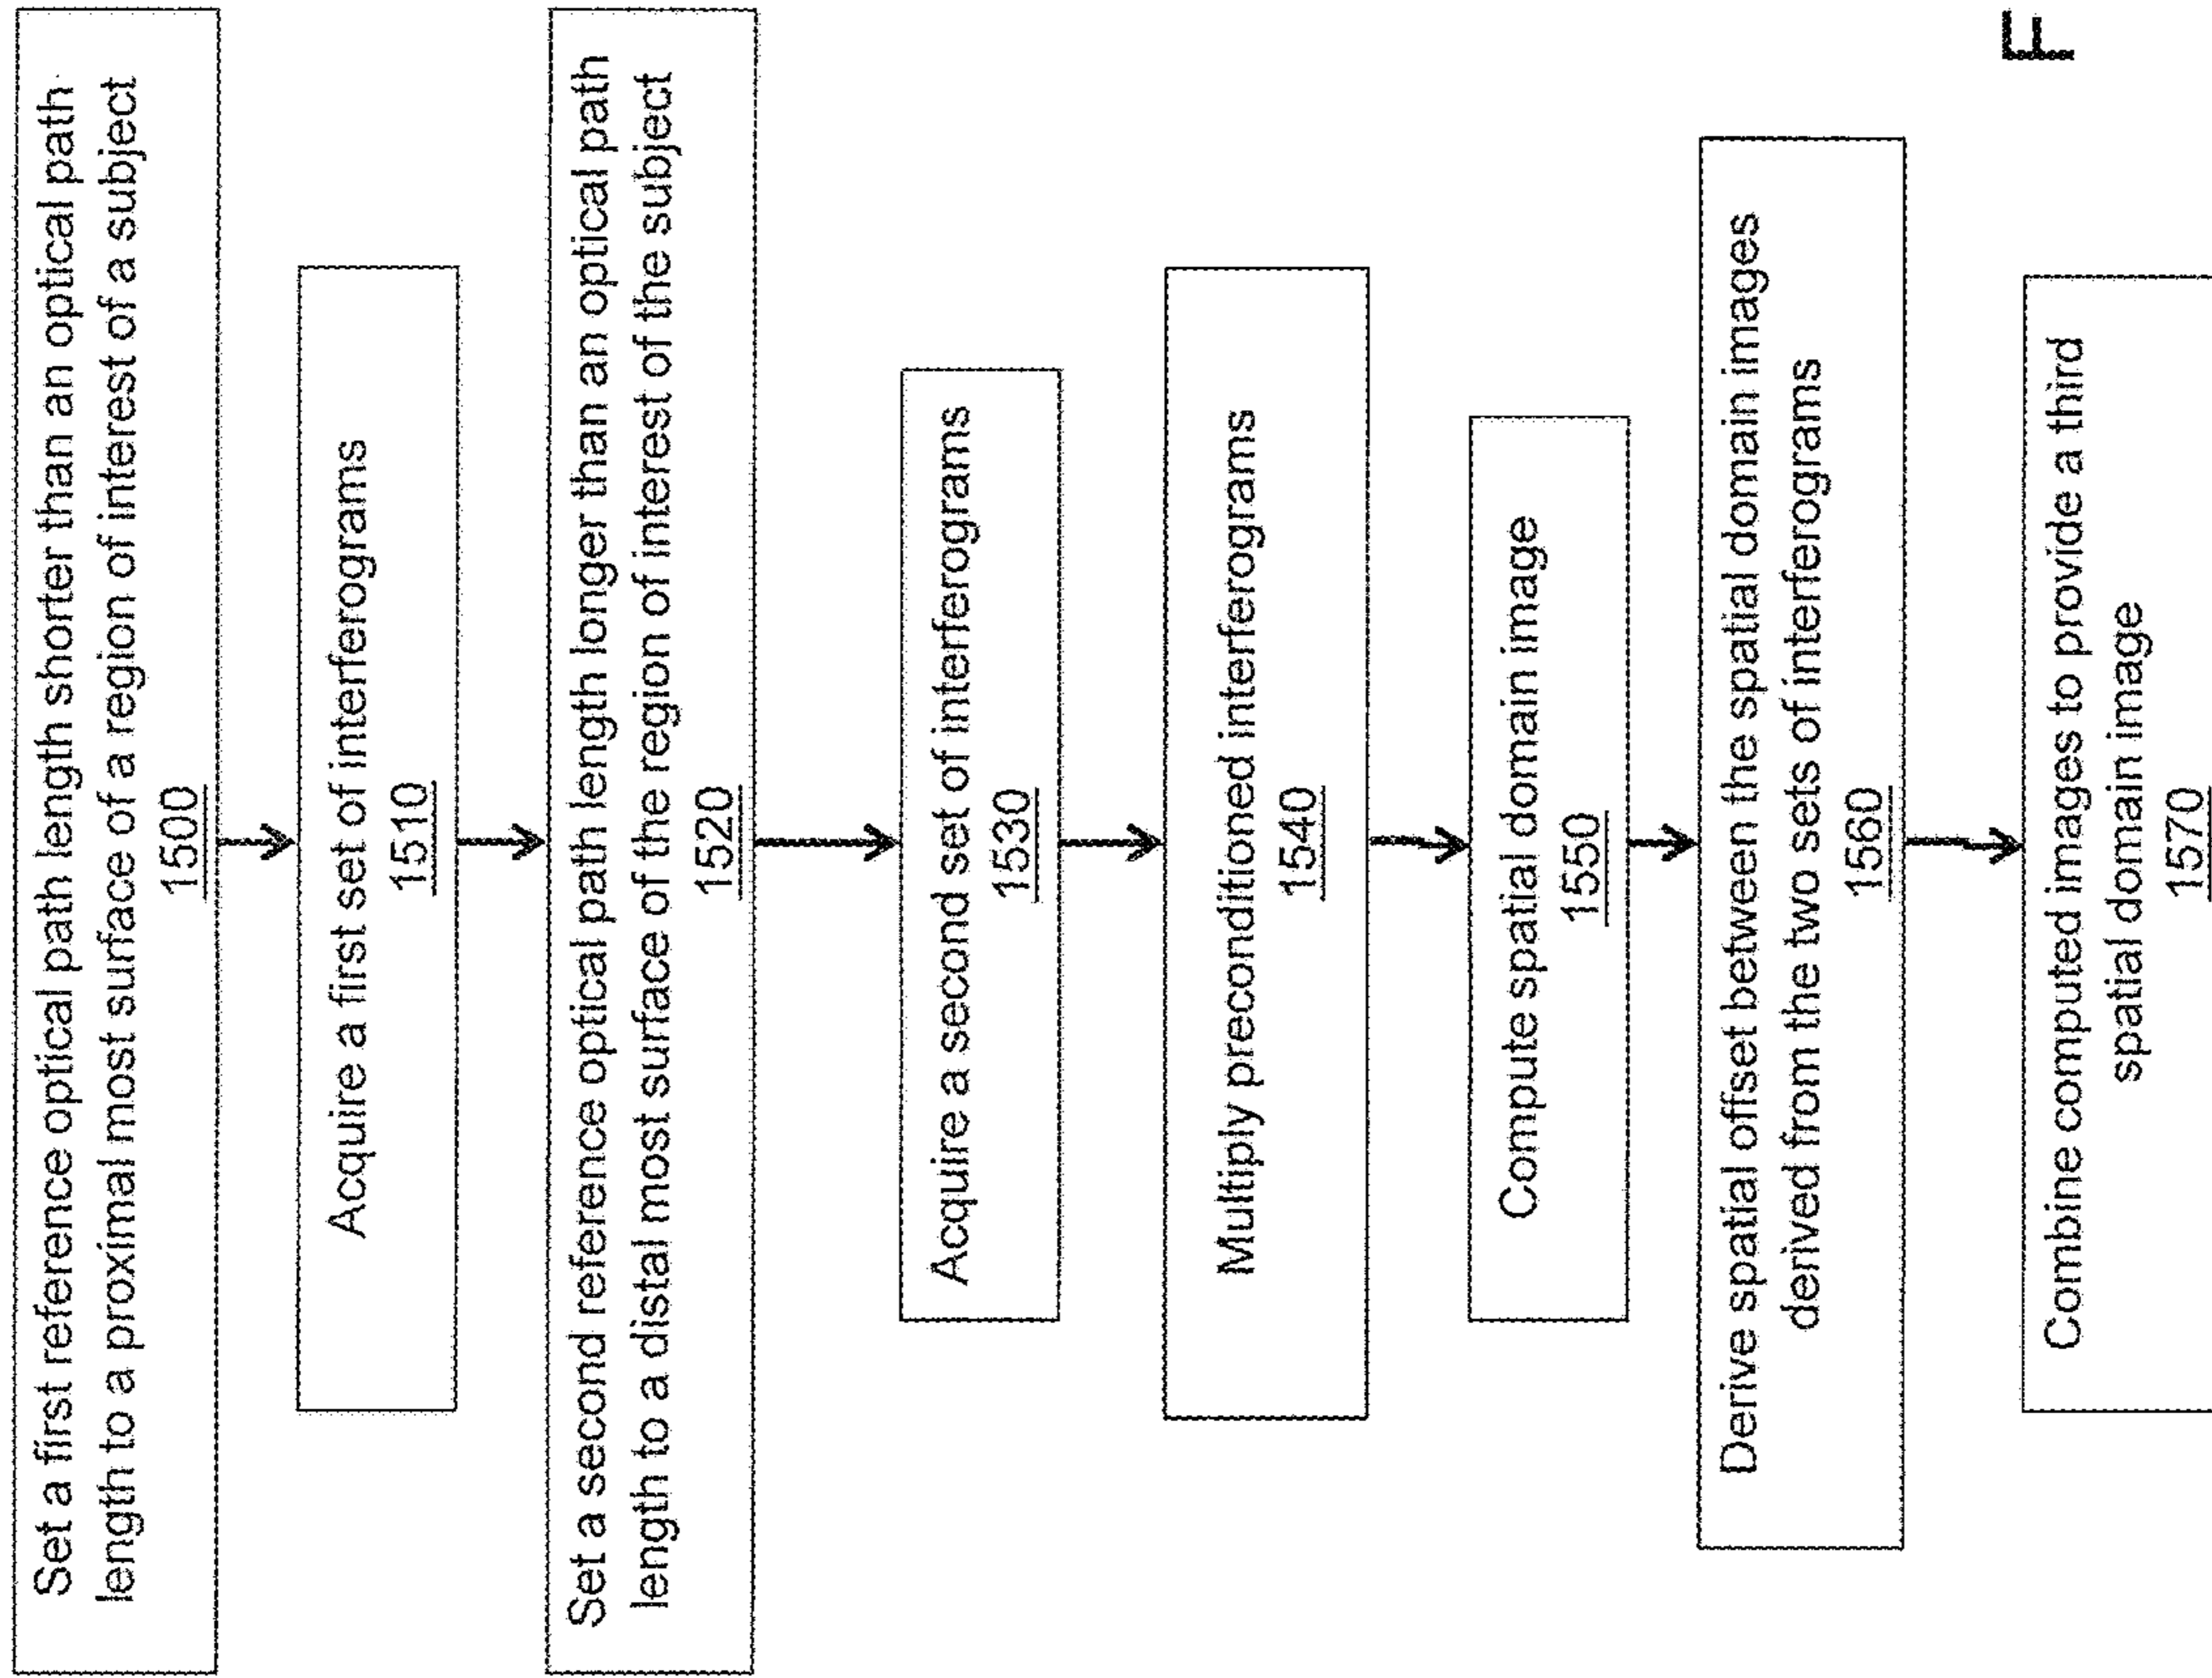 Set a first reference optical path length shorter than an optical path
length to a proximal most surface of a region of interest of a subject
1500
Acquire a first set of interferograms
1510
Set a second reference optical path length longer than an optical path
length to a distal most surface of the region of interest of the subject
1520
Acquire a second set of interferograms
1530
Multiply preconditioned interferograms
1540
Compute spatial domain image
1550
Derive spatial offset between the spatial domain images
derived from the two sets of interferograms
1560
Combine computed images to provide a third
spatial domain image
1570
F